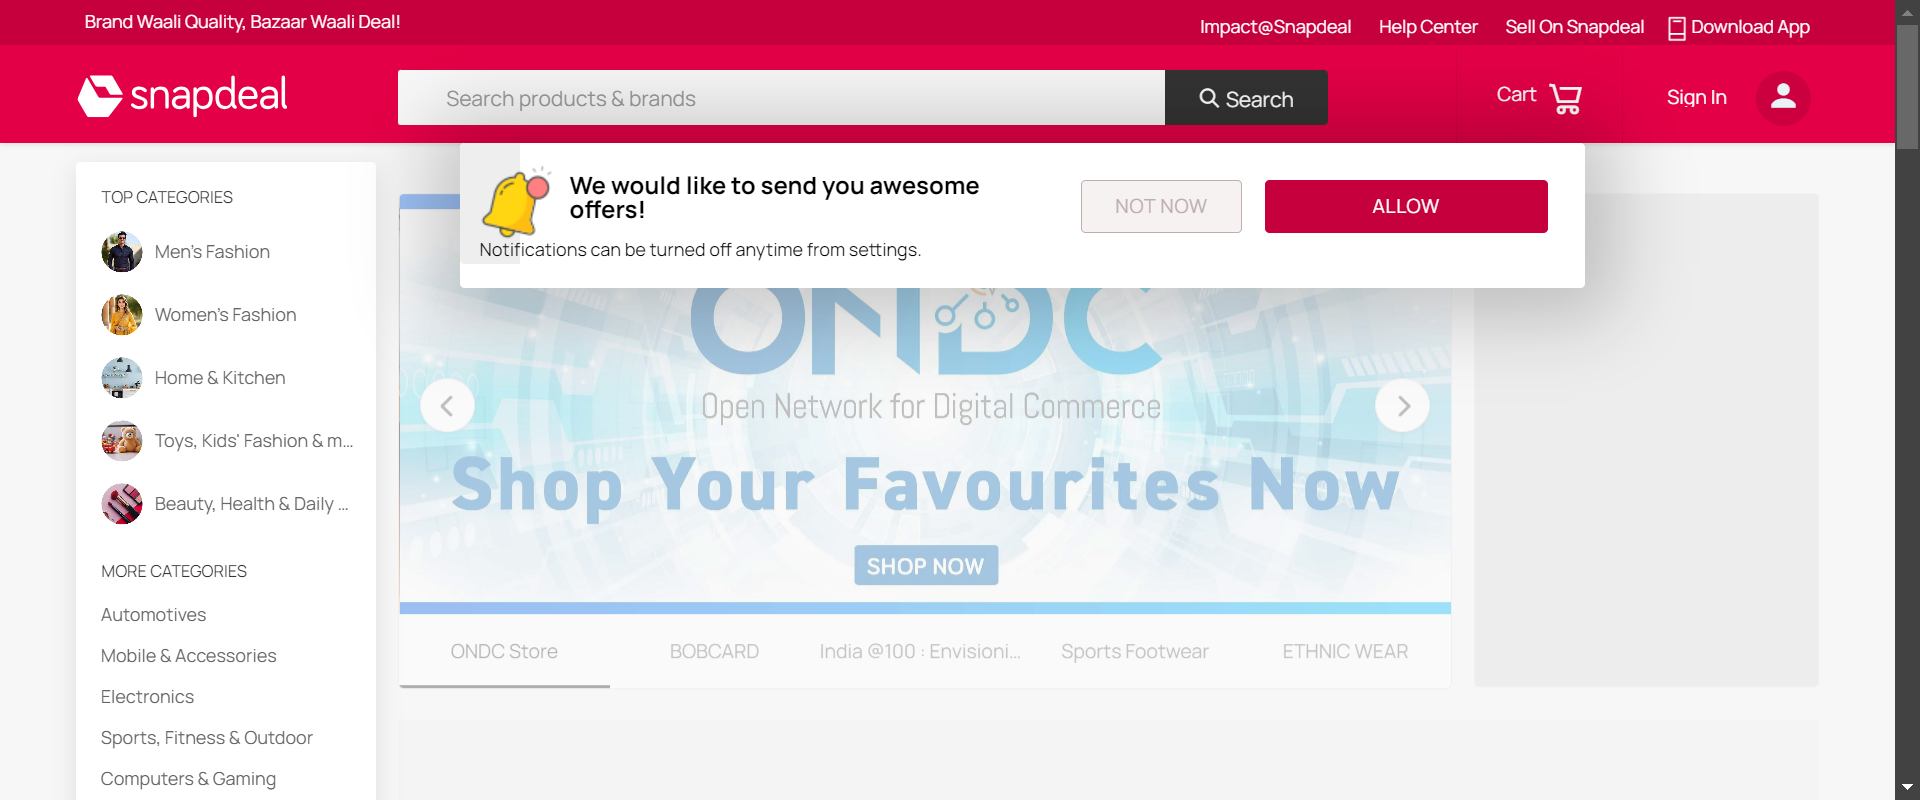 Brand Waali Quality, Bazaar Waali Deal!
Impact@Snapdeal
Help Center
Sell On Snapdeal
Download App
snapdeal
Search products & brands
Search
Cart
Sign In
We would like to send you awesome
offers!
Notifications can be turned off anytime from settings.
NOT NOW
ALLOW
TOP CATEGORIES
Men's Fashion
Women's Fashion
Home & Kitchen
Toys, Kids' Fashion & m...
Beauty, Health & Daily ...
MORE CATEGORIES
Automotives
Mobile & Accessories
Electronics
Sports, Fitness & Outdoor
Computers & Gaming
ONDC
Open Network for Digital Commerce
Shop Your Favourites Now
SHOP NOW
ONDC Store
BOBCARD
India @100 : Envisioni...
Sports Footwear
ETHNIC WEAR